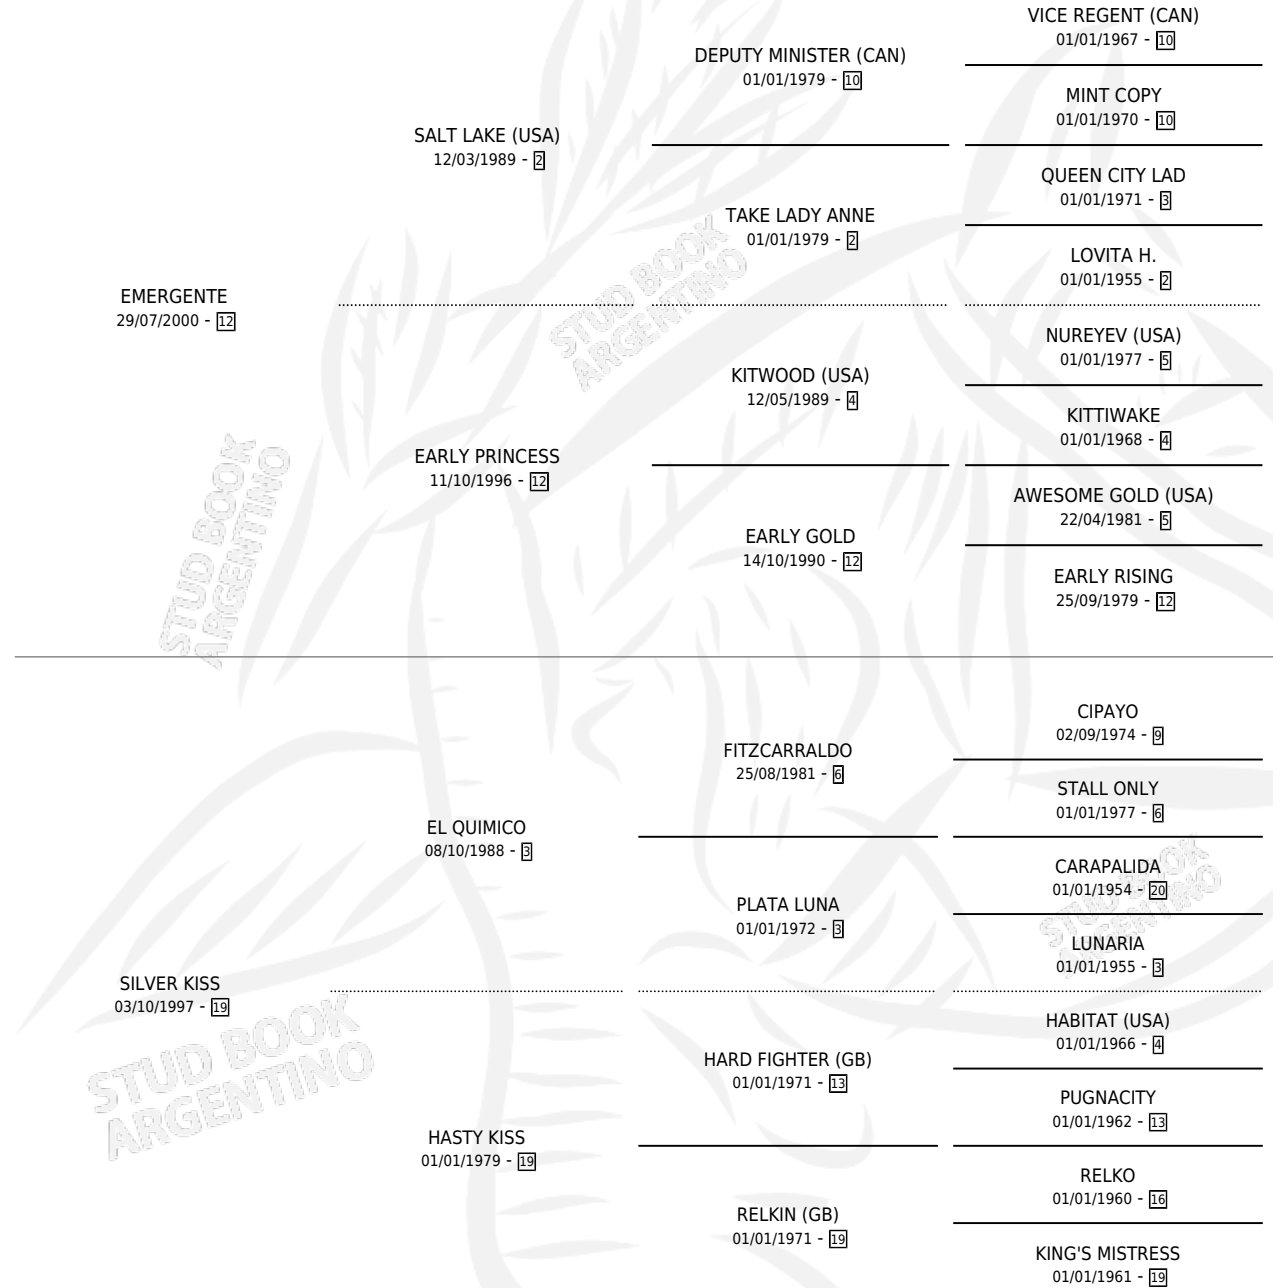 VICE REGENT (CAN)
01/01/1967 - 10
DEPUTY MINISTER (CAN)
01/01/1979 - 10
MINT COPY
01/01/1970 - 10
SALT LAKE (USA)
12/03/1989 - 2
QUEEN CITY LAD
01/01/1971 - 3
TAKE LADY ANNE
01/01/1979 - 2
LOVITA H.
01/01/1955 - 2
EMERGENTE
29/07/2000 - 12
NUREYEV (USA)
01/01/1977 - 5
KITWOOD (USA)
12/05/1989 - 4
KITTIWAKE
01/01/1968 - 4
EARLY PRINCESS
11/10/1996 - 12
AWESOME GOLD (USA)
22/04/1981 - 5
EARLY GOLD
14/10/1990 - 12
EARLY RISING
25/09/1979 - 12
CIPAYO
02/09/1974 - 9
FITZCARRALDO
25/08/1981 - 6
STALL ONLY
01/01/1977 - 6
EL QUIMICO
08/10/1988 - 3
CARAPALIDA
01/01/1954 - 20
PLATA LUNA
01/01/1972 - 3
LUNARIA
01/01/1955 - 3
SILVER KISS
03/10/1997 - 19
HABITAT (USA)
01/01/1966 - 4
HARD FIGHTER (GB)
01/01/1971 - 13
PUGNACITY
01/01/1962 - 13
HASTY KISS
01/01/1979 - 19
RELKO
01/01/1960 - 16
RELKIN (GB)
01/01/1971 - 19
KING'S MISTRESS
01/01/1961 - 19
STUD BOOK
ARGENTINO
STUD BOOK
ARGENTINO
STUD BOOK
ARGENTINO
STUD BOOK
ARGENTINO